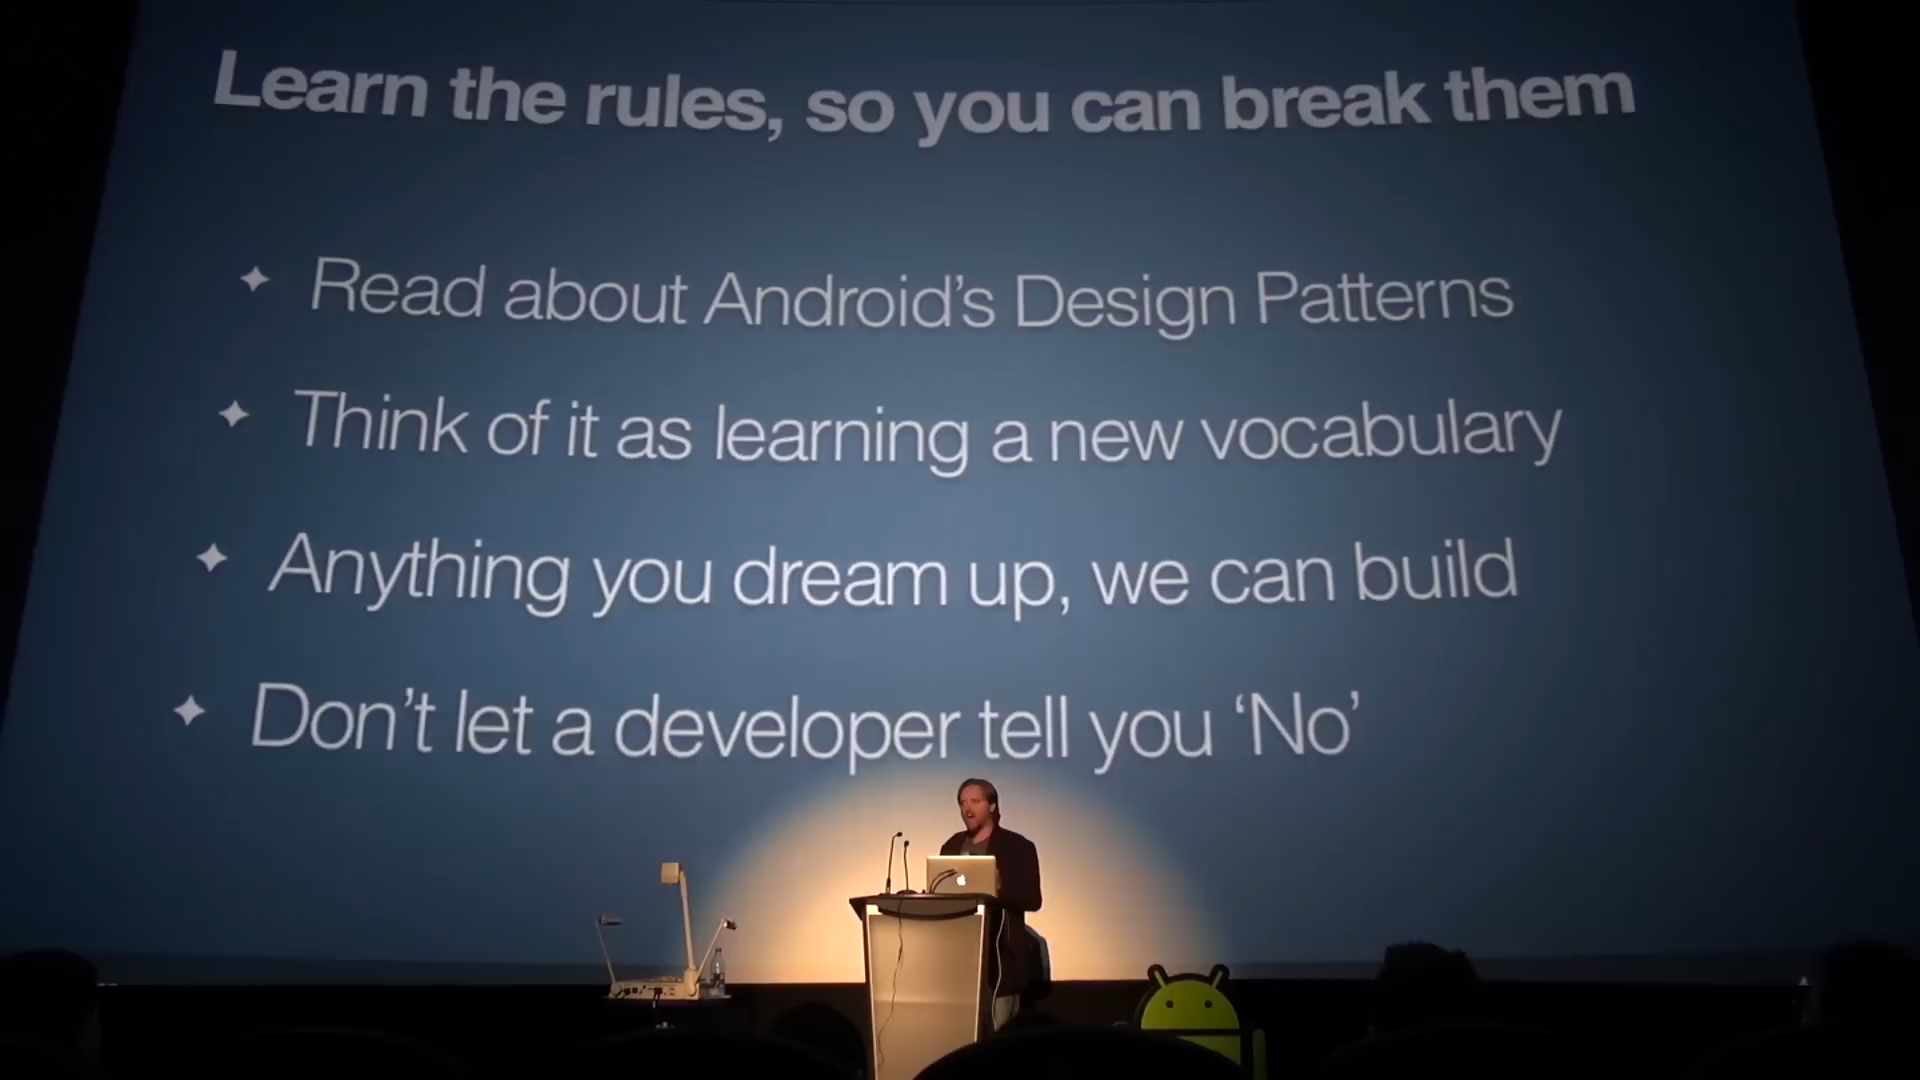 Learn the rules, so you can break them
Read about Android’s Design Patterns
Think of it as learning a new vocabulary
Anything you dream up, we can build
Don’t let a developer tell you ‘No’